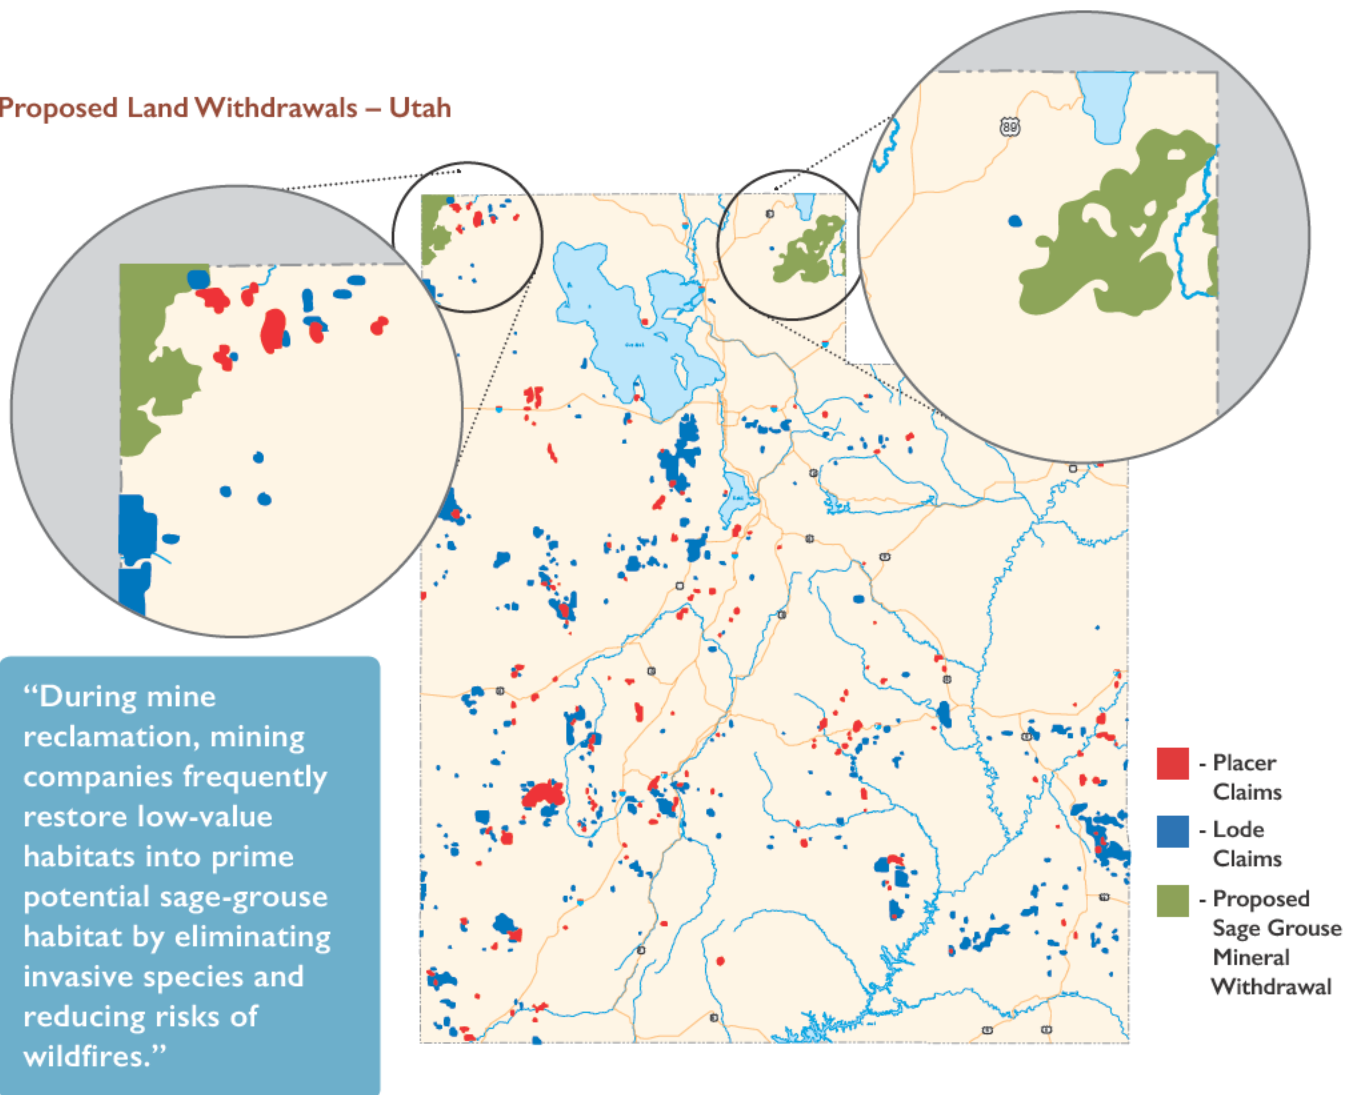 Proposed Land Withdrawals – Utah
89
“During mine
reclamation, mining
companies frequently
restore low-value
habitats into prime
potential sage-grouse
habitat by eliminating
invasive species and
reducing risks of
wildfires.”
- Placer
Claims
- Lode
Claims
- Proposed
Sage Grouse
Mineral
Withdrawal